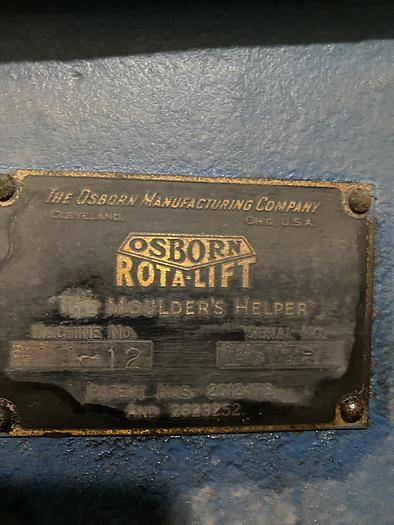 THE OSBORN MANUFACTURING COMPANY
CLEVELAND, OHIO, U.S.A.
OSBORN
ROTA-LIFT
THE MOULDER'S HELPER
MACHINE NO. SERIAL NO.
-12
PATENT NOS.
AND 2623252